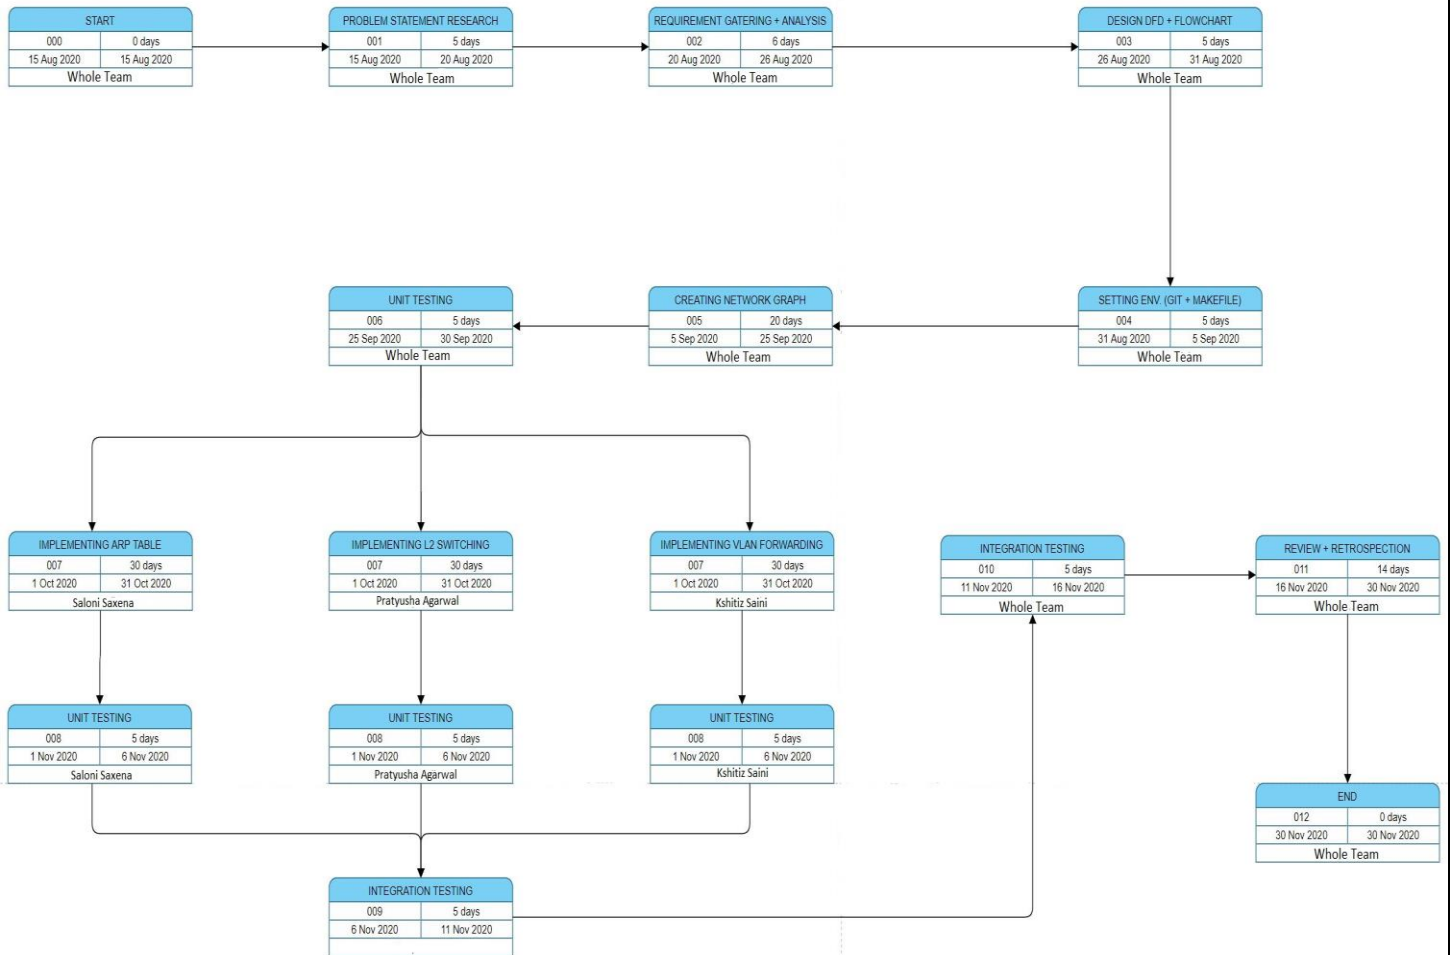 START
000 0 days
15 Aug 2020 15 Aug 2020
Whole Team
PROBLEM STATEMENT RESEARCH
001 5 days
15 Aug 2020 20 Aug 2020
Whole Team
REQUIREMENT GATERING + ANALYSIS
002 6 days
20 Aug 2020 26 Aug 2020
Whole Team
DESIGN DFD + FLOWCHART
003 5 days
26 Aug 2020 31 Aug 2020
Whole Team
SETTING ENV. (GIT + MAKEFILE)
004 5 days
31 Aug 2020 5 Sep 2020
Whole Team
CREATING NETWORK GRAPH
005 20 days
5 Sep 2020 25 Sep 2020
Whole Team
UNIT TESTING
006 5 days
25 Sep 2020 30 Sep 2020
Whole Team
IMPLEMENTING ARP TABLE
007 30 days
1 Oct 2020 31 Oct 2020
Saloni Saxena
IMPLEMENTING L2 SWITCHING
007 30 days
1 Oct 2020 31 Oct 2020
Pratyusha Agarwal
IMPLEMENTING VLAN FORWARDING
007 30 days
1 Oct 2020 31 Oct 2020
Kshitiz Saini
UNIT TESTING
008 5 days
1 Nov 2020 6 Nov 2020
Saloni Saxena
UNIT TESTING
008 5 days
1 Nov 2020 6 Nov 2020
Pratyusha Agarwal
UNIT TESTING
008 5 days
1 Nov 2020 6 Nov 2020
Kshitiz Saini
INTEGRATION TESTING
009 5 days
6 Nov 2020 11 Nov 2020
INTEGRATION TESTING
010 5 days
11 Nov 2020 16 Nov 2020
Whole Team
REVIEW + RETROSPECTION
011 14 days
16 Nov 2020 30 Nov 2020
Whole Team
END
012 0 days
30 Nov 2020 30 Nov 2020
Whole Team